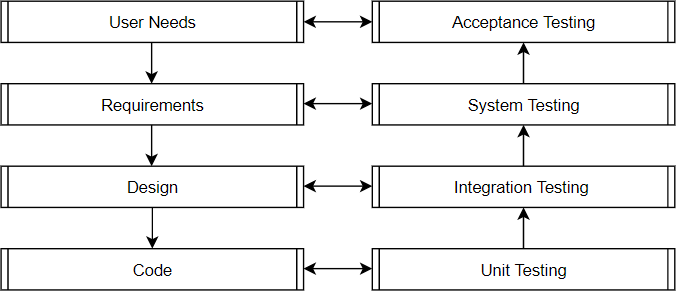 User Needs
Acceptance Testing
Requirements
System Testing
Design
Integration Testing
Code
Unit Testing